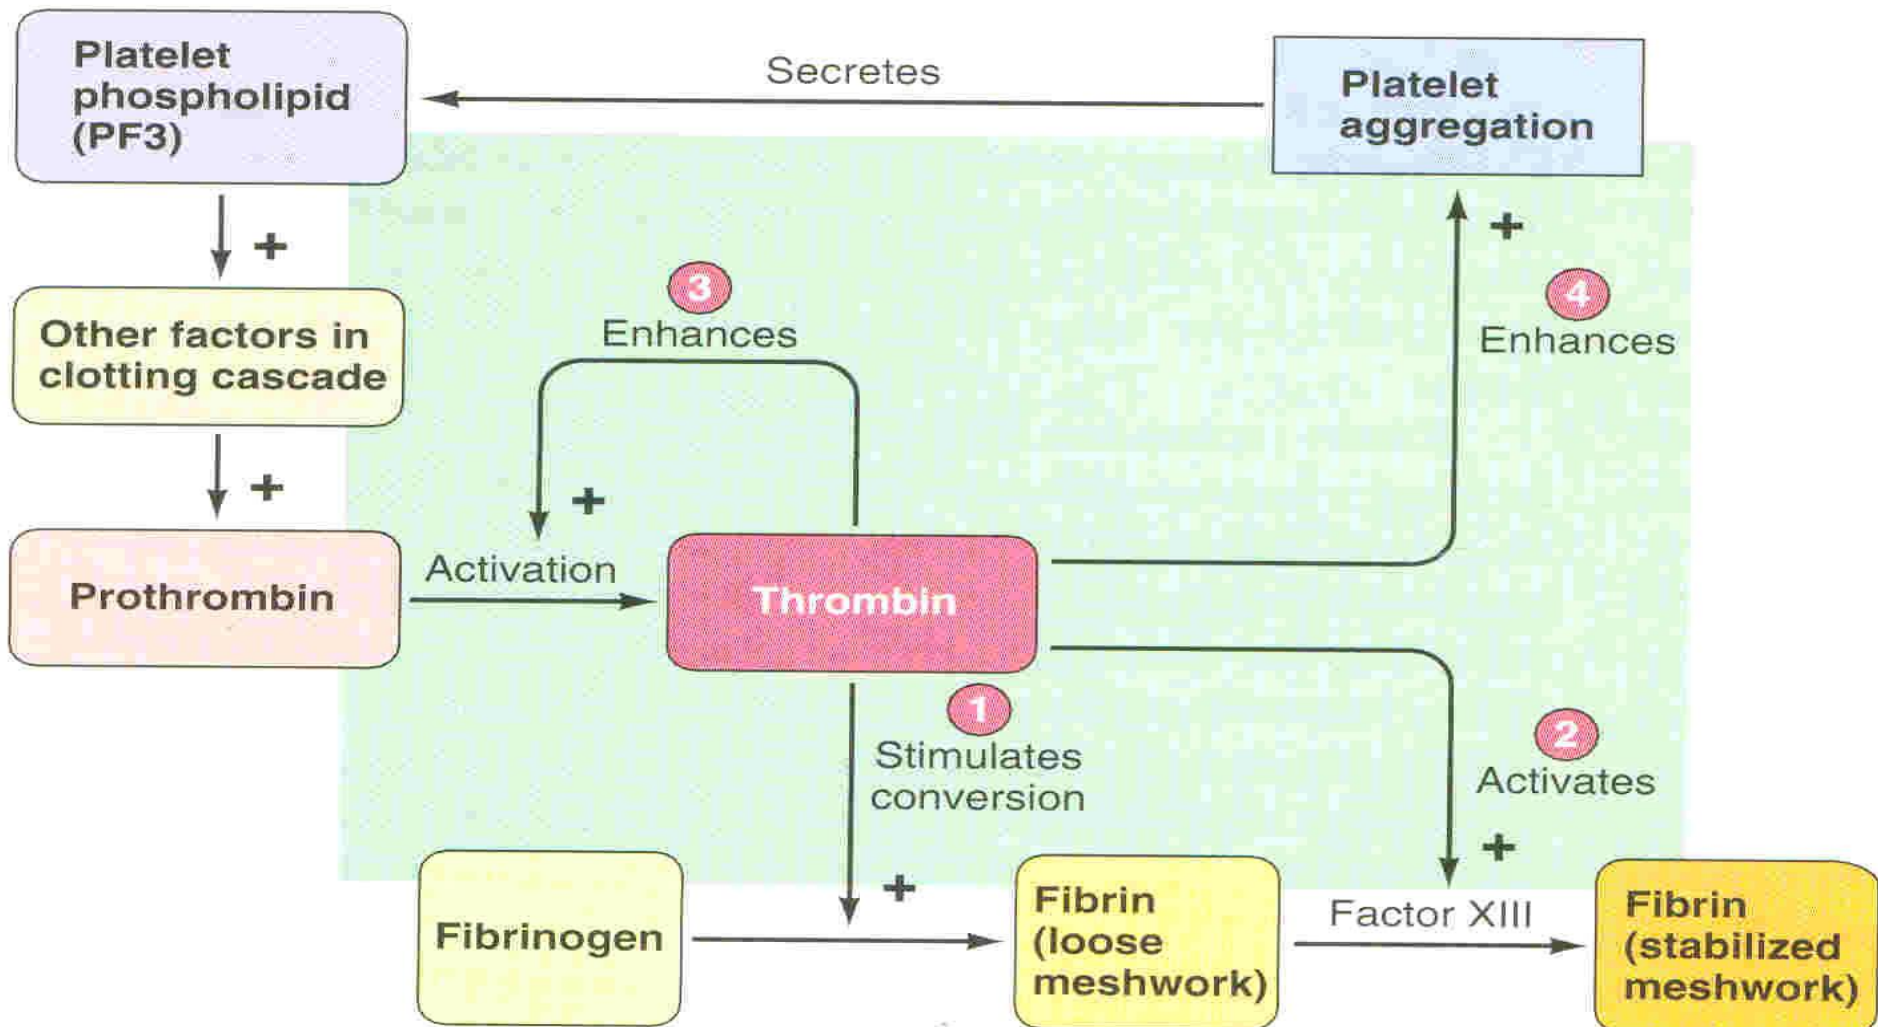 Platelet
phospholipid
(PF3)
Secretes
Platelet
aggregation
+
+
3
Enhances
4
Enhances
Other factors in
clotting cascade
+
+
Prothrombin
Activation
Thrombin
1
Stimulates
conversion
2
Activates
+
+
Fibrinogen
Fibrin
(loose
meshwork)
Factor XIII
Fibrin
(stabilized
meshwork)